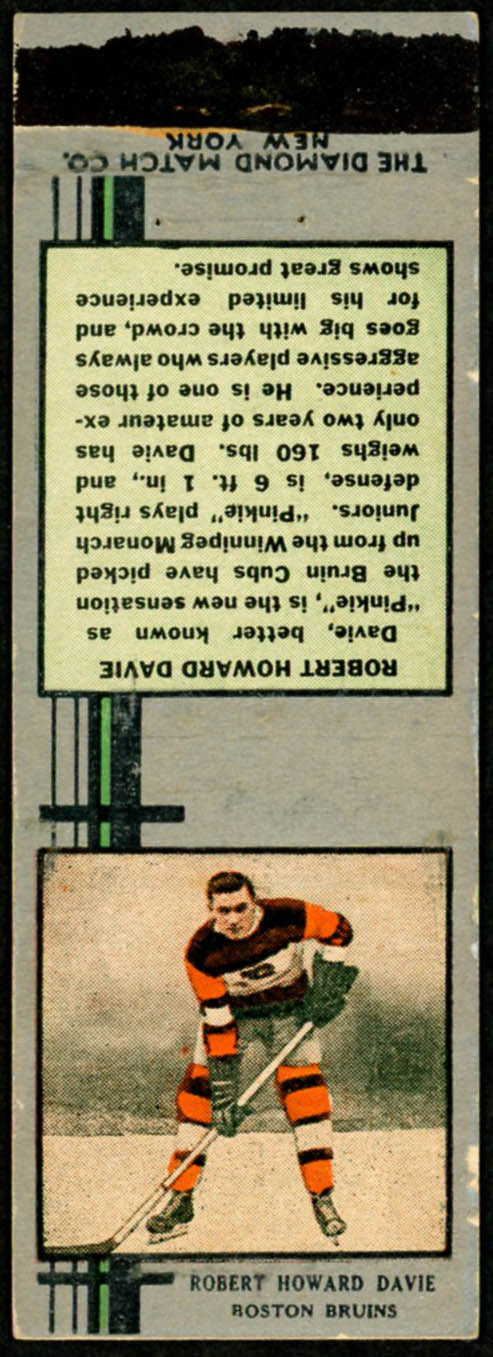 THE DIAMOND MATCH CO.
NEW YORK
ROBERT HOWARD DAVIE
Davie, better known as
"Pinkie", is the new sensation
the Bruin Cubs have picked
up from the Winnipeg Monarch
Juniors. "Pinkie" plays right
defense, is 6 ft. 1 in., and
weighs 160 lbs. Davie has
only two years of amateur ex-
perience. He is one of those
aggressive players who always
goes big with the crowd, and
for his limited experience
shows great promise.
ROBERT HOWARD DAVIE
BOSTON BRUINS